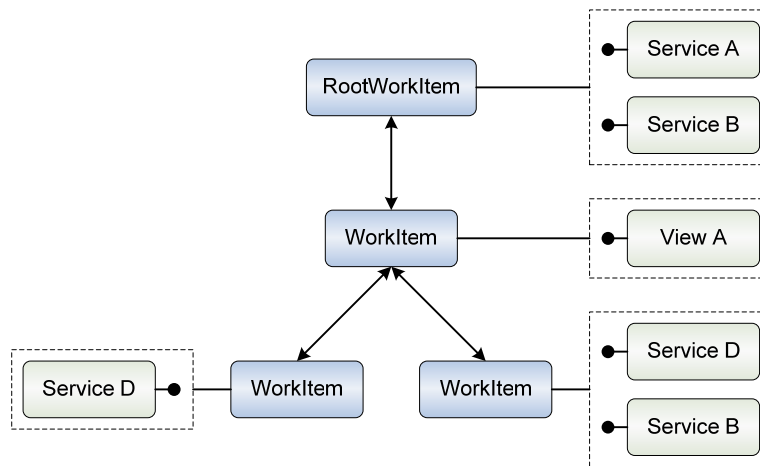 Service A
RootWorkItem
Service B
WorkItem
View A
Service D
Service D
WorkItem
WorkItem
Service B